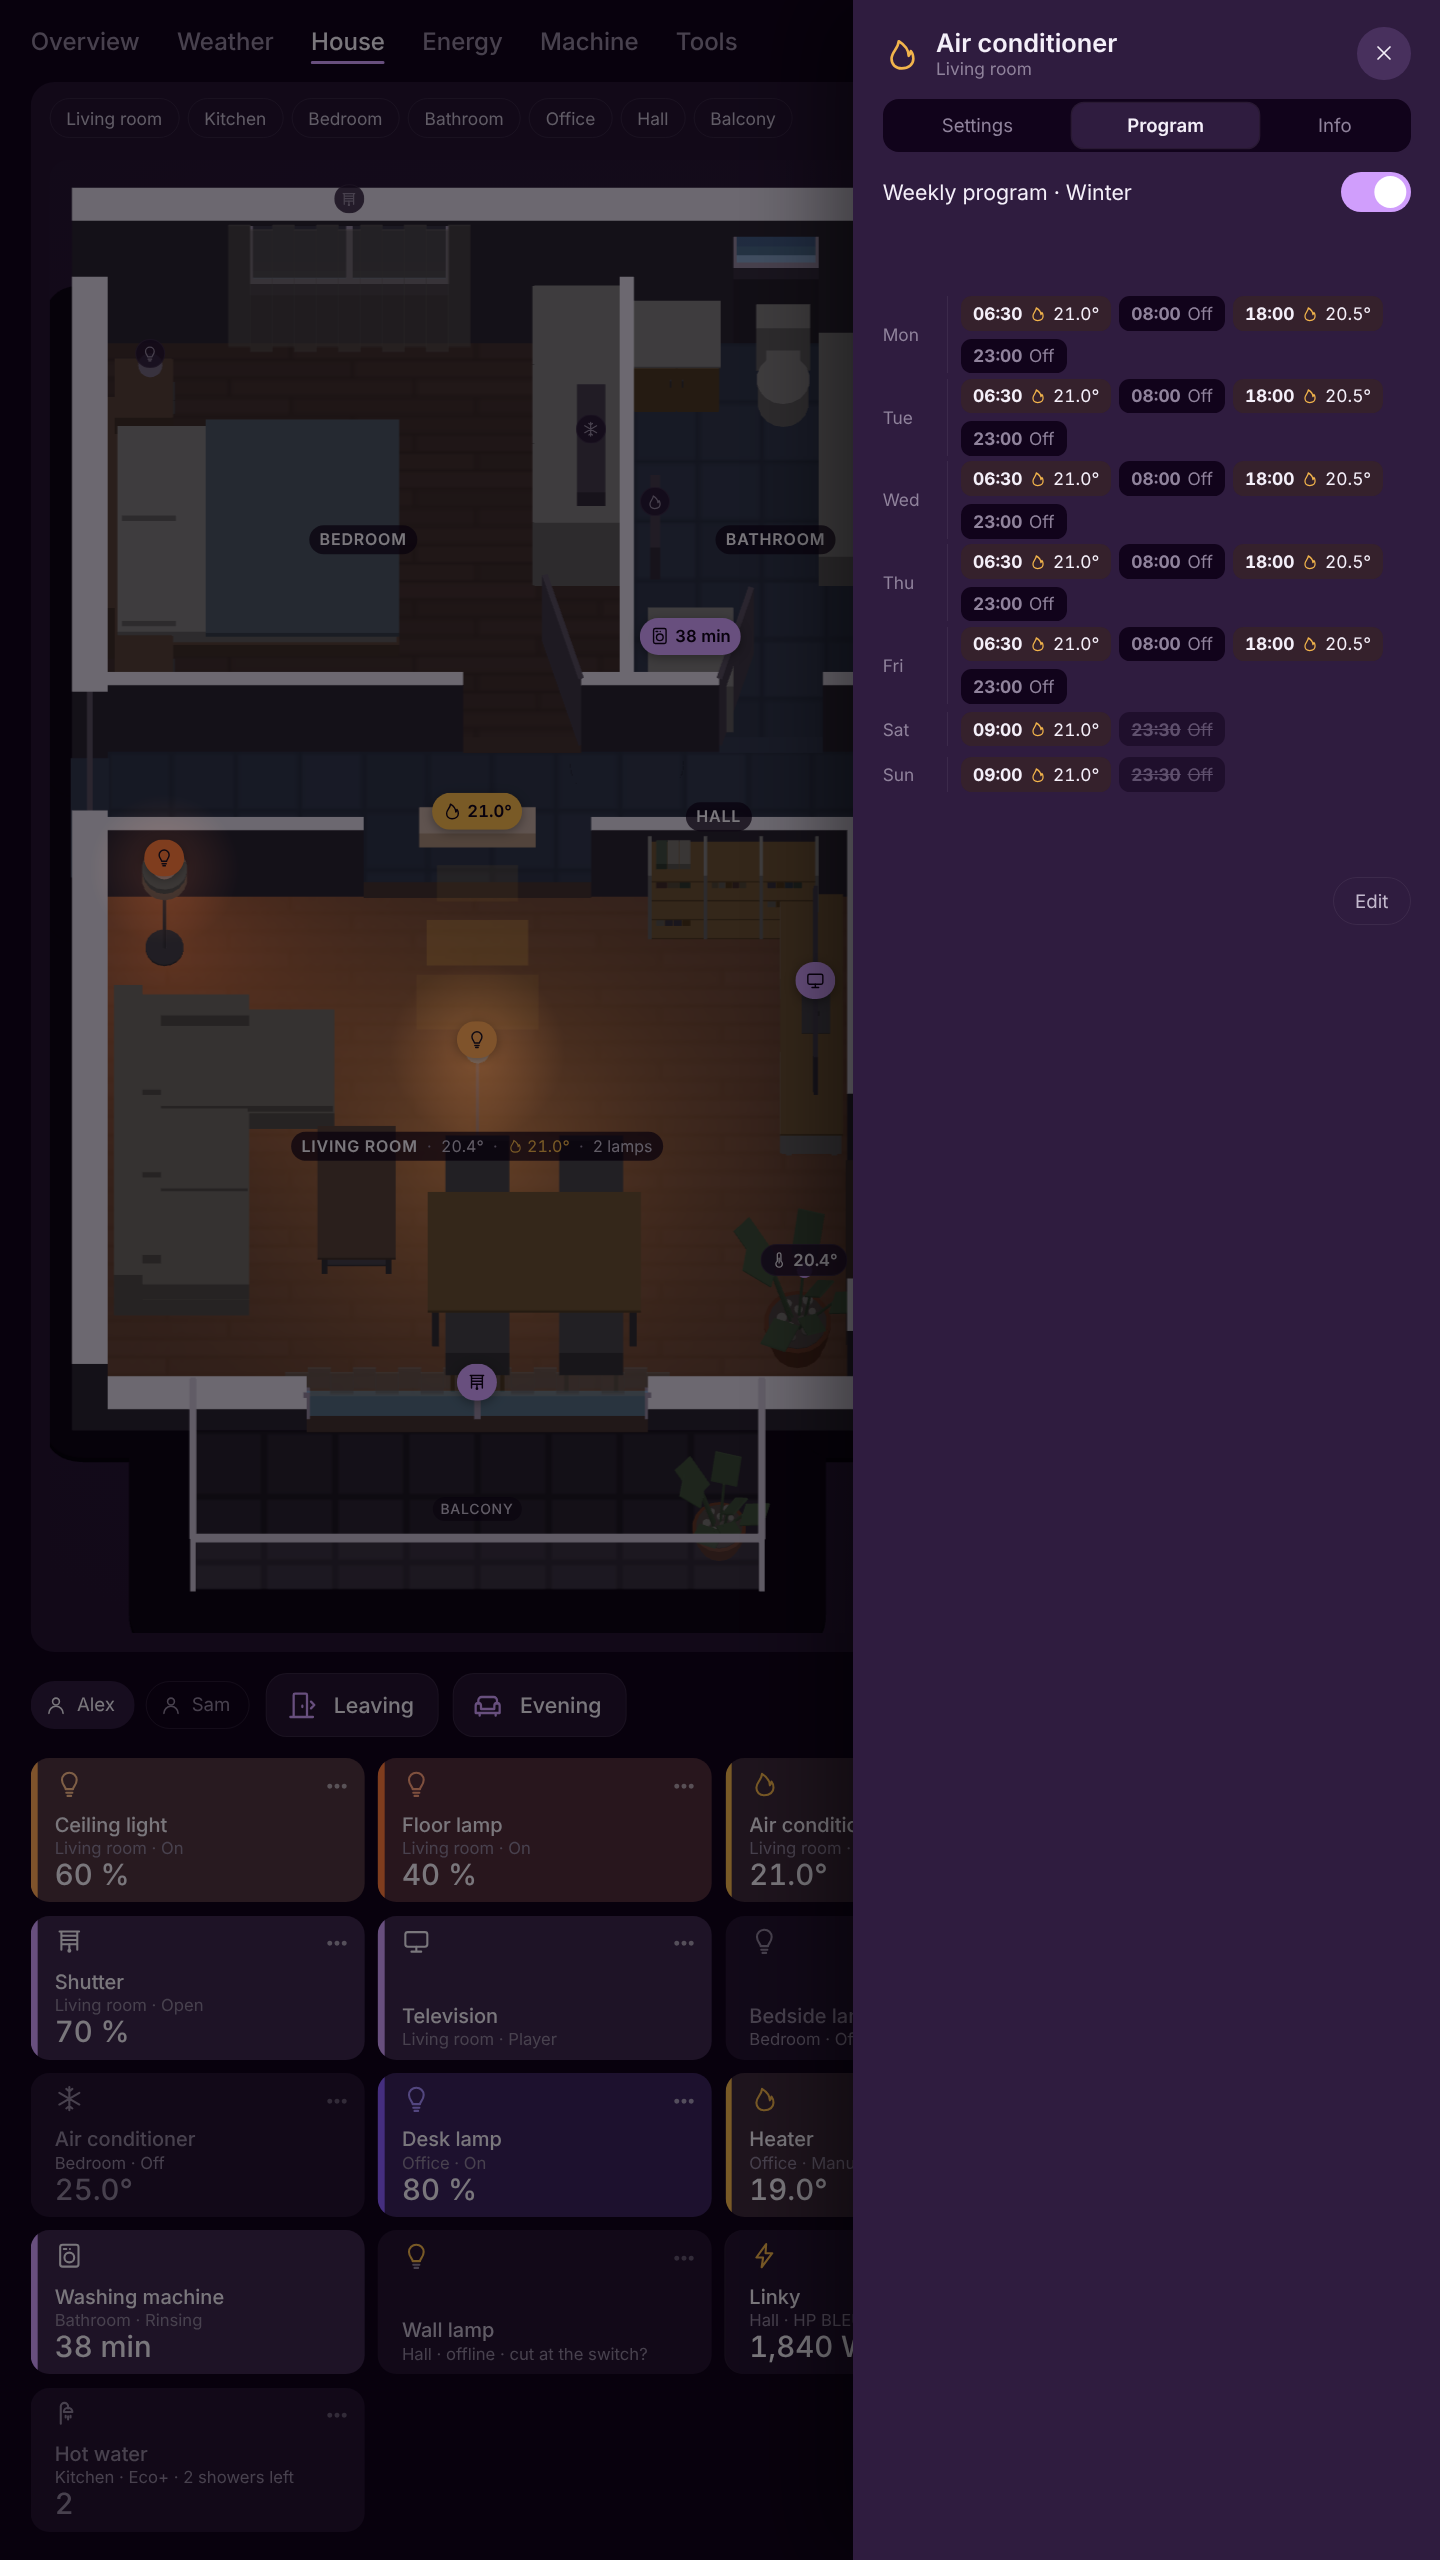 Overview Weather House Energy Machine Tools
Living room Kitchen Bedroom Bathroom Office Hall Balcony
BEDROOM
BATHROOM
38 min
21.0°
HALL
LIVING ROOM · 20.4° · 21.0° · 2 lamps
20.4°
BALCONY
Alex Sam Leaving Evening
Ceiling light
Living room · On
60 %
Floor lamp
Living room · On
40 %
Air conditio
Living room ·
21.0°
Shutter
Living room · Open
70 %
Television
Living room · Player
Bedside lar
Bedroom · Of
Air conditioner
Bedroom · Off
25.0°
Desk lamp
Office · On
80 %
Heater
Office · Manu
19.0°
Washing machine
Bathroom · Rinsing
38 min
Wall lamp
Hall · offline · cut at the switch?
Linky
Hall · HP BLE
1,840 W
Hot water
Kitchen · Eco+ · 2 showers left
2
Air conditioner
Living room
Settings Program Info
Weekly program · Winter
Mon 06:30 21.0° 08:00 Off 18:00 20.5°
23:00 Off
Tue 06:30 21.0° 08:00 Off 18:00 20.5°
23:00 Off
Wed 06:30 21.0° 08:00 Off 18:00 20.5°
23:00 Off
Thu 06:30 21.0° 08:00 Off 18:00 20.5°
23:00 Off
Fri 06:30 21.0° 08:00 Off 18:00 20.5°
23:00 Off
Sat 09:00 21.0° 23:30 Off
Sun 09:00 21.0° 23:30 Off
Edit